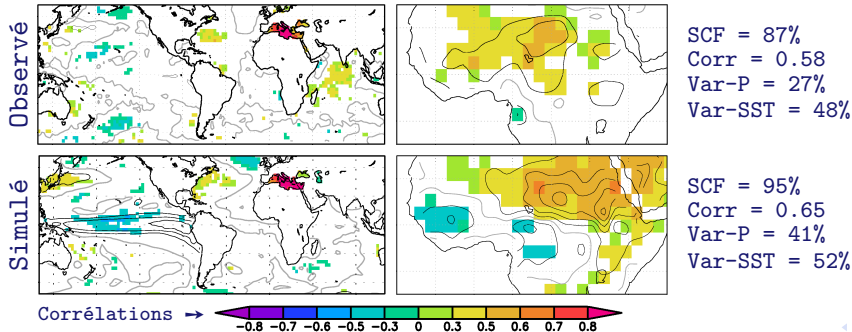 Observé
SCF = 87%
Corr = 0.58
Var-P = 27%
Var-SST = 48%
Simulé
SCF = 95%
Corr = 0.65
Var-P = 41%
Var-SST = 52%
Corrélations →
-0.8 -0.7 -0.6 -0.5 -0.3 0 0.3 0.5 0.6 0.7 0.8